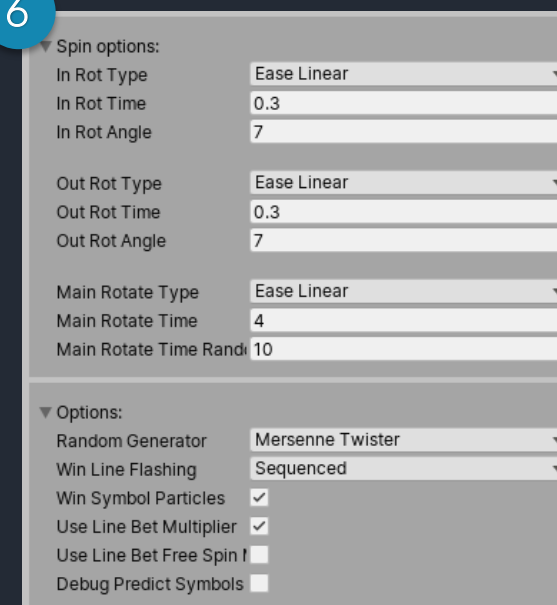 6
Spin options:
In Rot Type Ease Linear
In Rot Time 0.3
In Rot Angle 7
Out Rot Type Ease Linear
Out Rot Time 0.3
Out Rot Angle 7
Main Rotate Type Ease Linear
Main Rotate Time 4
Main Rotate Time Rand 10
Options:
Random Generator Mersenne Twister
Win Line Flashing Sequenced
Win Symbol Particles
Use Line Bet Multiplier
Use Line Bet Free Spin
Debug Predict Symbols